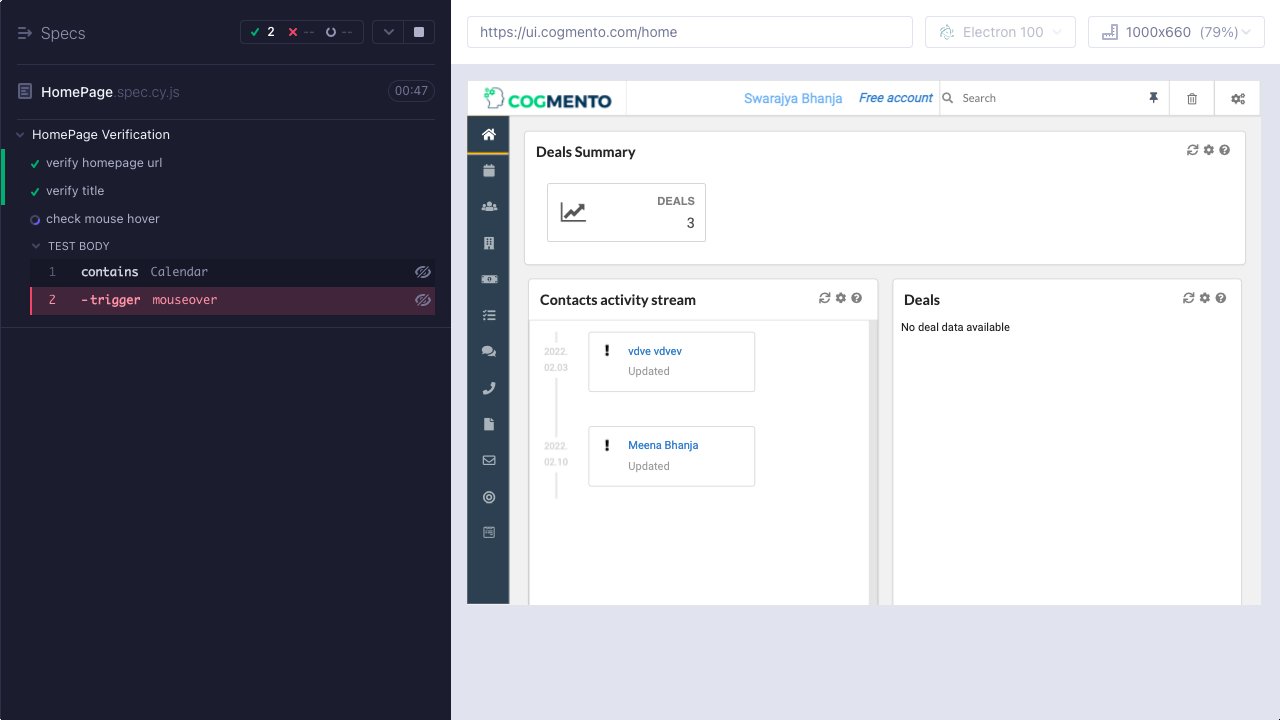 Specs
2 -- --
HomePage.spec.cy.js
00:47
HomePage Verification
verify homepage url
verify title
check mouse hover
TEST BODY
1 contains Calendar
2 -trigger mouseover
https://ui.cogmento.com/home
Electron 100
1000x660 (79%)
COGMENTO
Swarajya Bhanja
Free account
Search
Deals Summary
DEALS
3
Contacts activity stream
2022.
02.03
vdve vdvev
Updated
2022.
02.10
Meena Bhanja
Updated
Deals
No deal data available